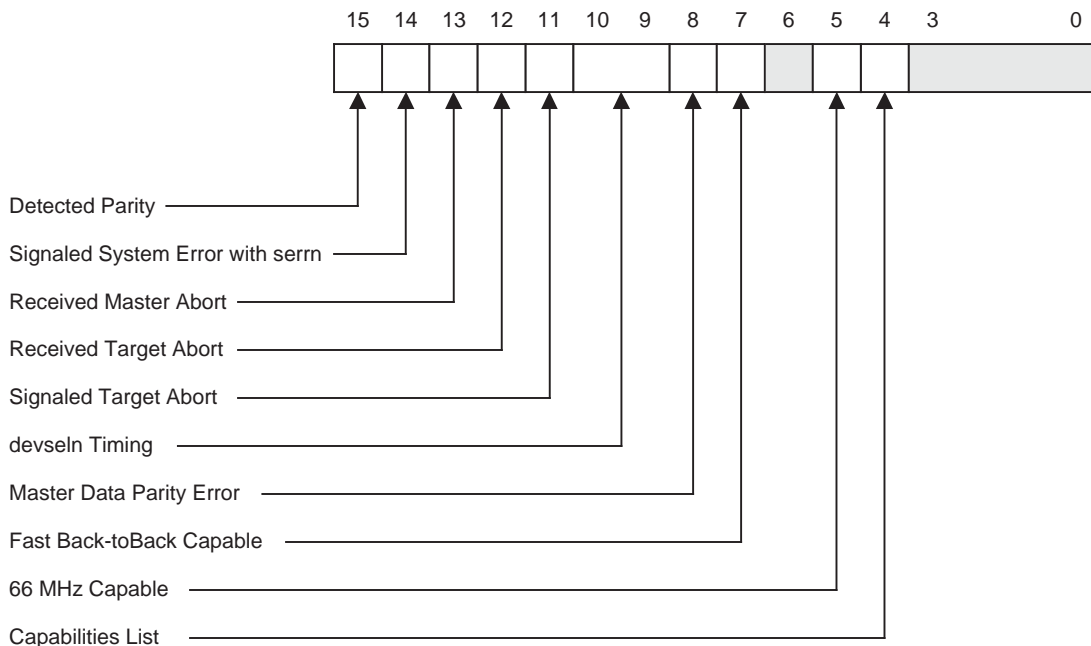 15 14 13 12 11 10 9 8 7 6 5 4 3 0
Detected Parity
Signaled System Error with serrn
Received Master Abort
Received Target Abort
Signaled Target Abort
devseln Timing
Master Data Parity Error
Fast Back-toBack Capable
66 MHz Capable
Capabilities List